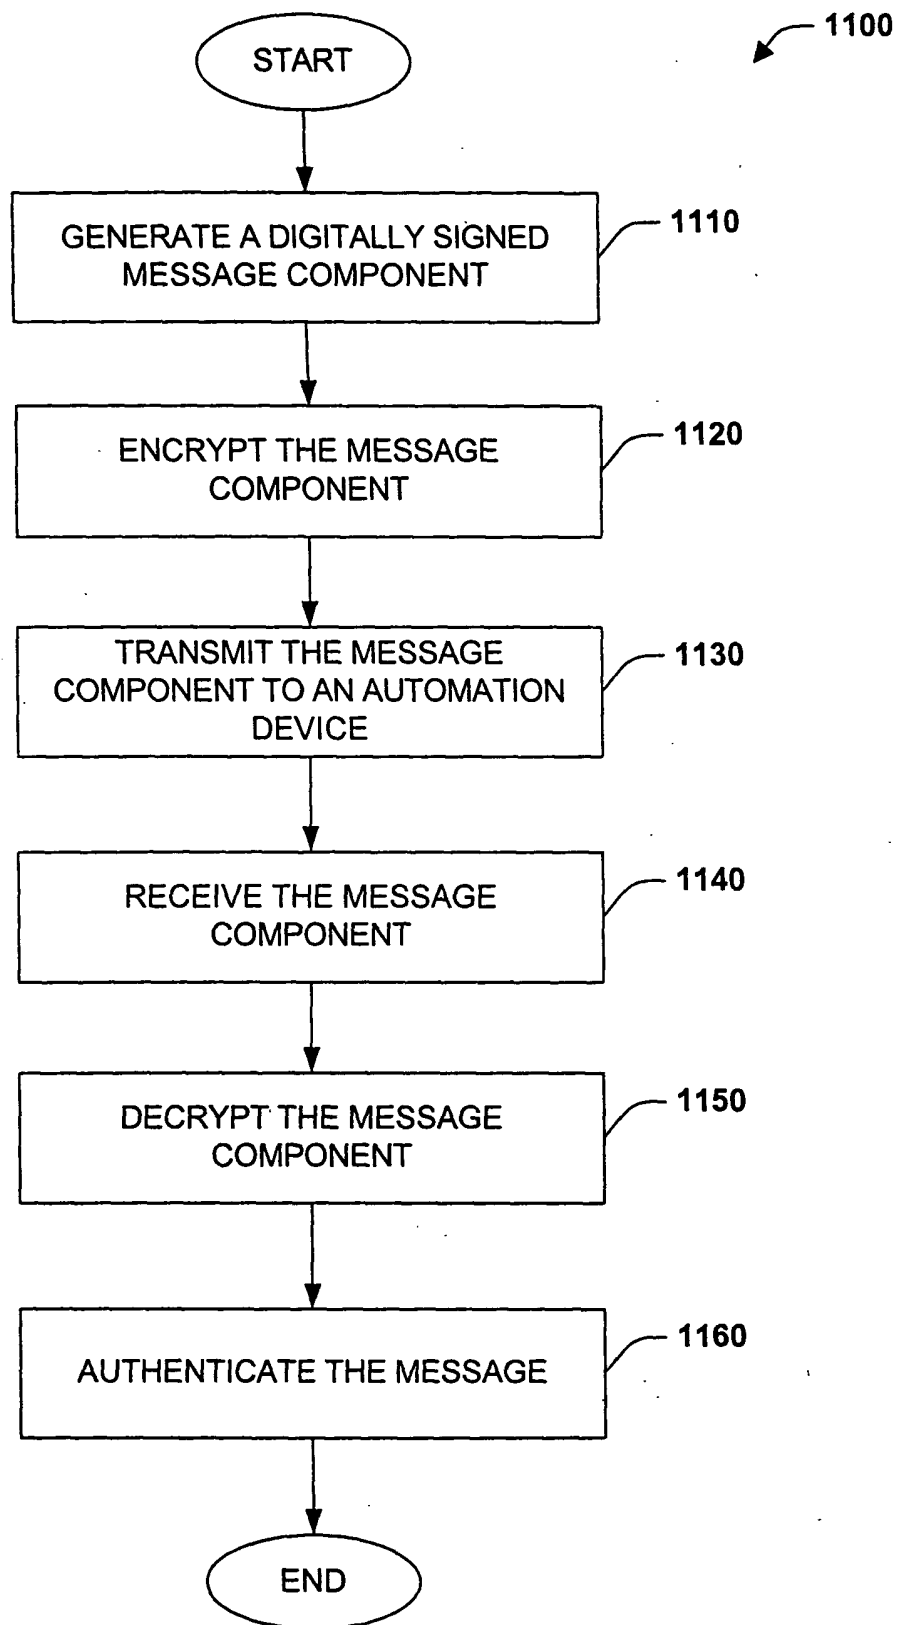 1100
START
GENERATE A DIGITALLY SIGNED
MESSAGE COMPONENT
1110
ENCRYPT THE MESSAGE
COMPONENT
1120
TRANSMIT THE MESSAGE
COMPONENT TO AN AUTOMATION
DEVICE
1130
RECEIVE THE MESSAGE
COMPONENT
1140
DECRYPT THE MESSAGE
COMPONENT
1150
AUTHENTICATE THE MESSAGE
1160
END